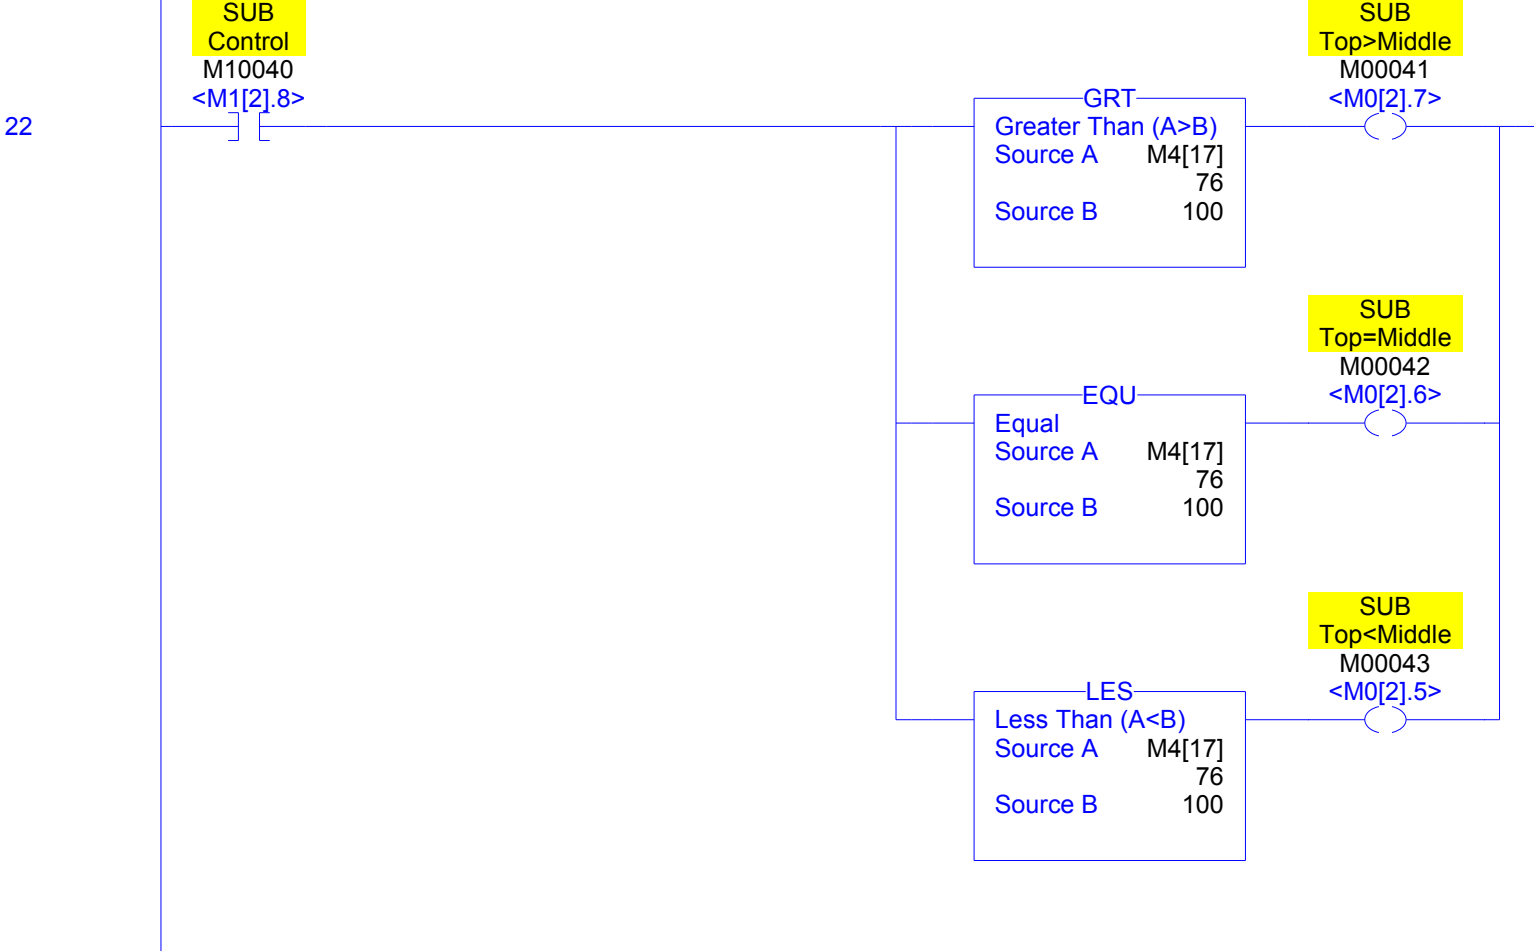 SUB
Control
M10040
<M1[2].8>
22
GRT
Greater Than (A>B)
Source A M4[17]
76
Source B 100
SUB
Top>Middle
M00041
<M0[2].7>
EQU
Equal
Source A M4[17]
76
Source B 100
SUB
Top=Middle
M00042
<M0[2].6>
LES
Less Than (A<B)
Source A M4[17]
76
Source B 100
SUB
Top<Middle
M00043
<M0[2].5>